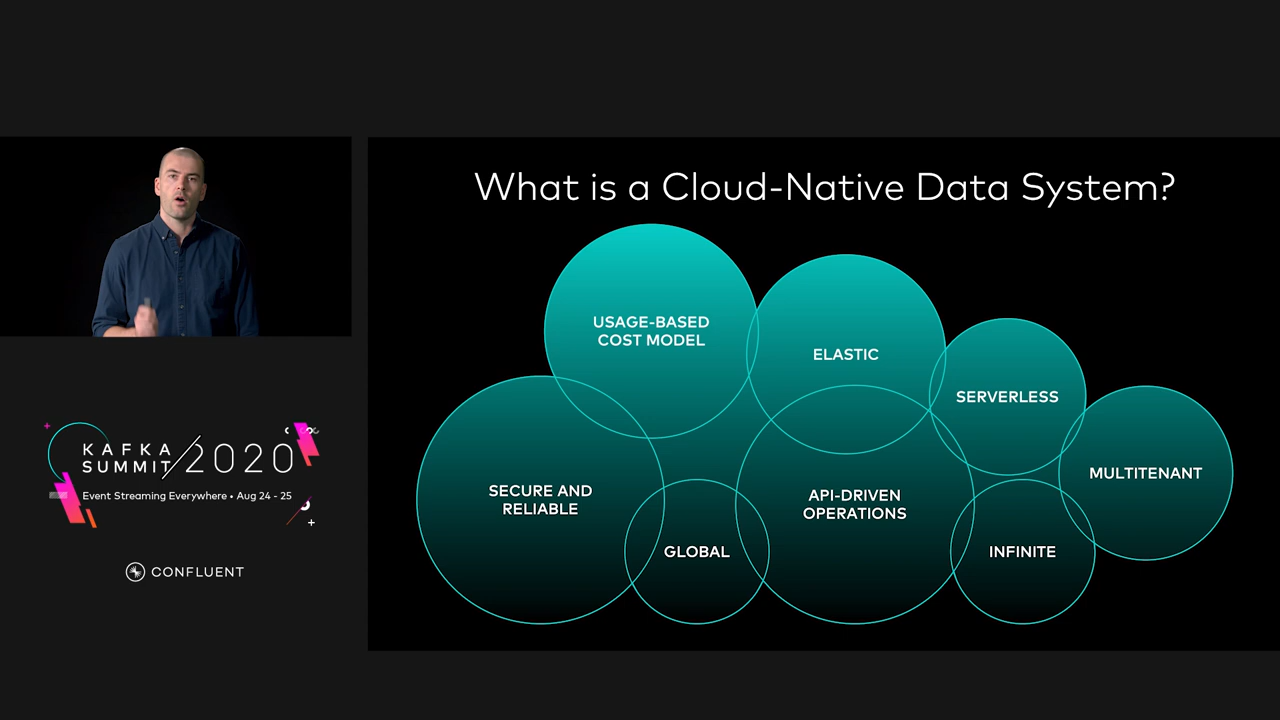 What is a Cloud-Native Data System?
USAGE-BASED
COST MODEL
ELASTIC
SERVERLESS
MULTITENANT
SECURE AND
RELIABLE
API-DRIVEN
OPERATIONS
GLOBAL
INFINITE
KAFKA
SUMMIT/2020
Event Streaming Everywhere • Aug 24 - 25
CONFLUENT